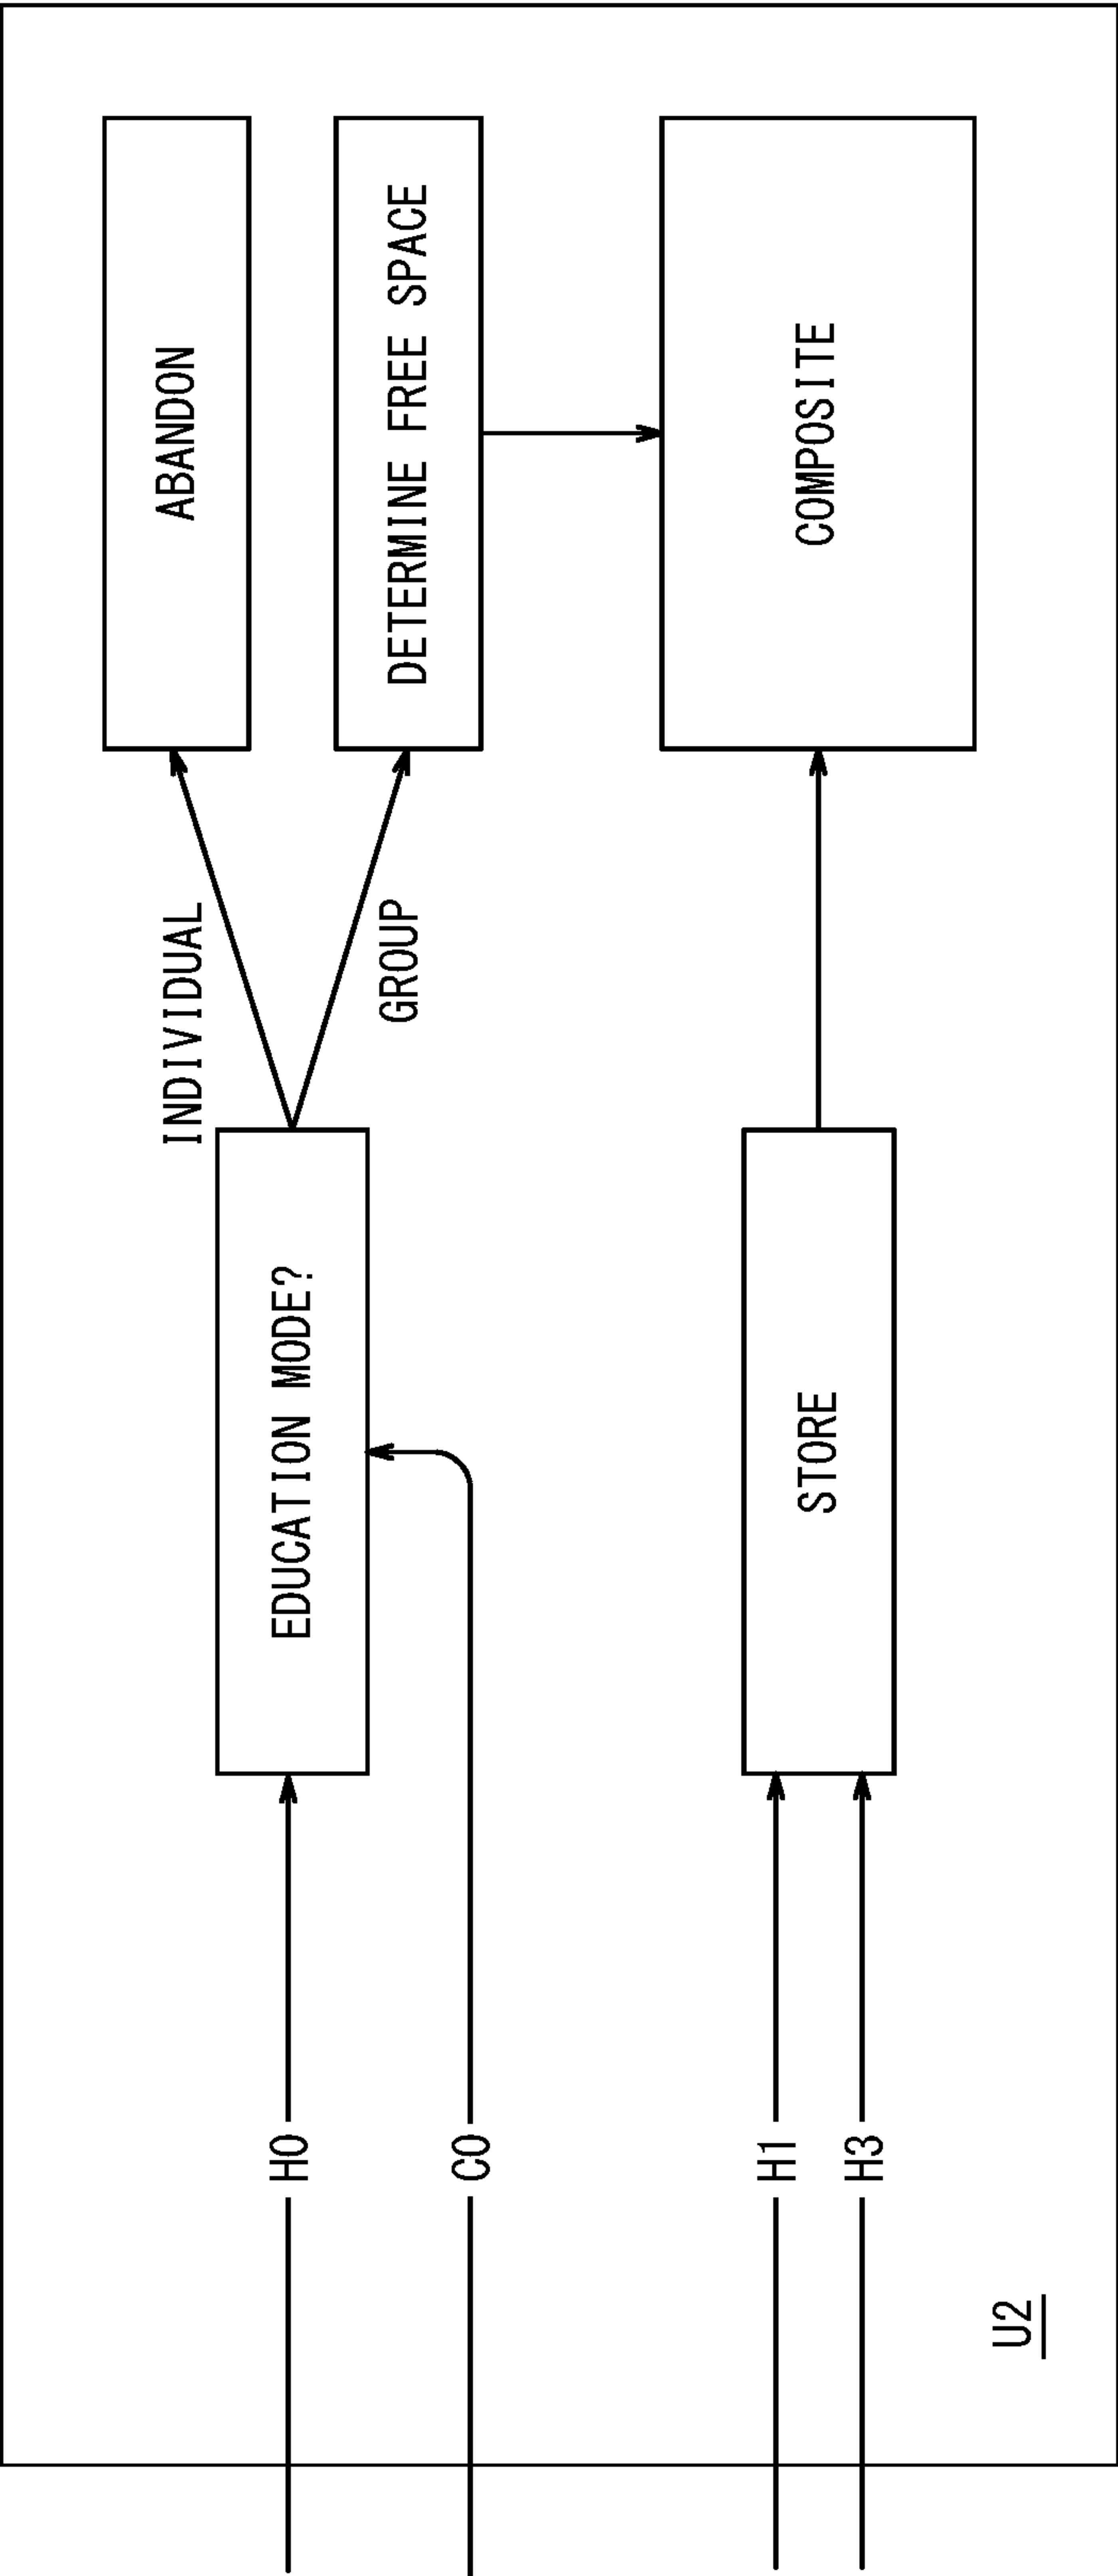 H0
C0
EDUCATION MODE?
INDIVIDUAL
GROUP
ABANDON
DETERMINE FREE SPACE
H1
H3
STORE
COMPOSITE
U2